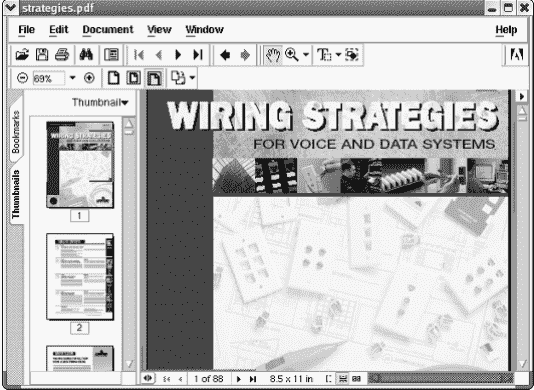 strategies.pdf
File Edit Document View Window Help
69%
Thumbnail
Bookmarks
Thumbnails
1
2
WIRING STRATEGIES
FOR VOICE AND DATA SYSTEMS
1 of 88 8.5 x 11 in